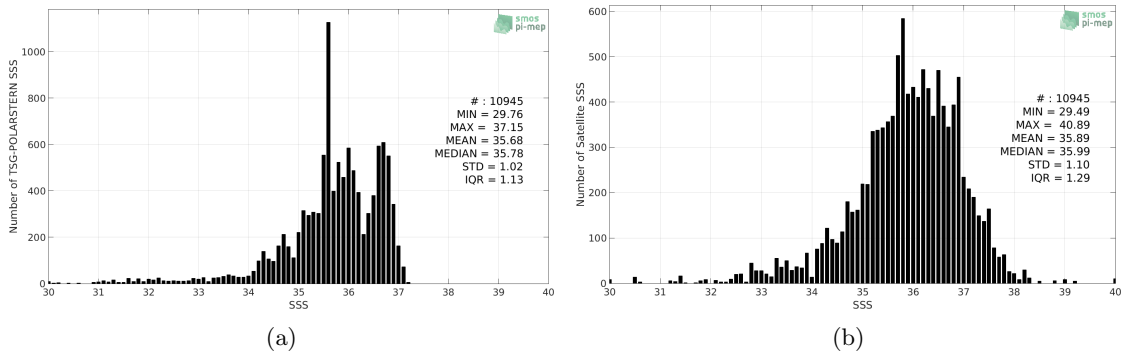 smos
pi-mep
Number of TSG-POLARSTERN SSS
1000
800
600
400
200
0
# : 10945
MIN = 29.76
MAX = 37.15
MEAN = 35.68
MEDIAN = 35.78
STD = 1.02
IQR = 1.13
30 31 32 33 34 35 36 37 38 39 40
SSS
(a)
smos
pi-mep
Number of Satellite SSS
600
500
400
300
200
100
0
# : 10945
MIN = 29.49
MAX = 40.89
MEAN = 35.89
MEDIAN = 35.99
STD = 1.10
IQR = 1.29
30 31 32 33 34 35 36 37 38 39 40
SSS
(b)